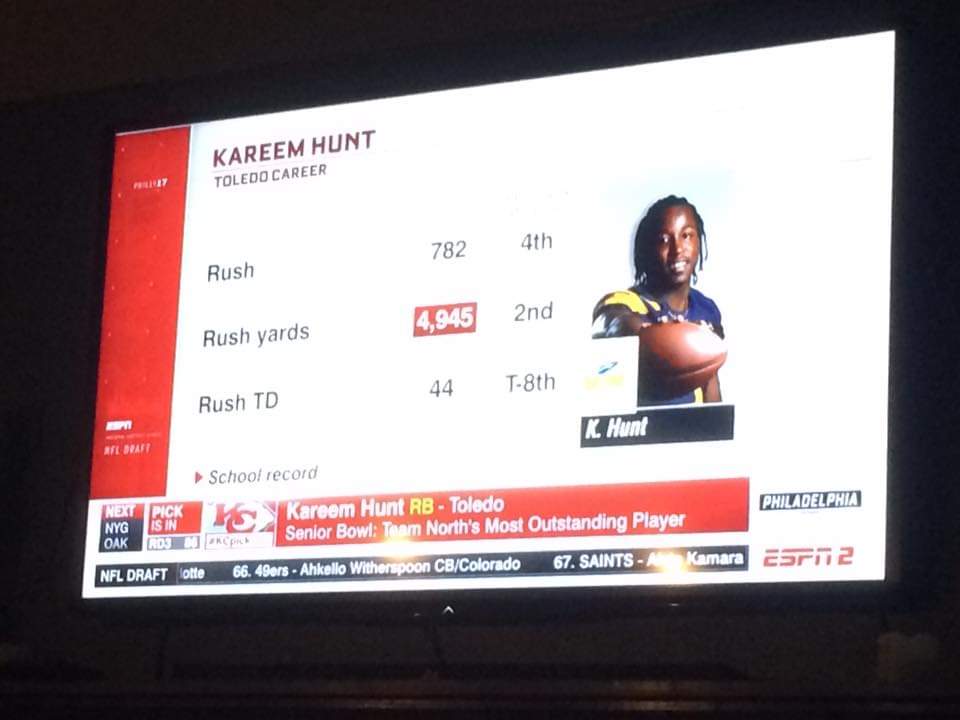 KAREEM HUNT
TOLEDO CAREER
PHILLY17
Rush 782 4th
Rush yards 4,945 2nd
Rush TD 44 T-8th
School record
K. Hunt
ESPN
NFL DRAFT
NEXT
NYG
OAK
PICK
IS IN
RD3 86
KC
#KCpick
Kareem Hunt RB - Toledo
Senior Bowl: Team North's Most Outstanding Player
PHILADELPHIA
NFL DRAFT lotte 66. 49ers - Ahkello Witherspoon CB/Colorado 67. SAINTS - Kamara
ESPN 2